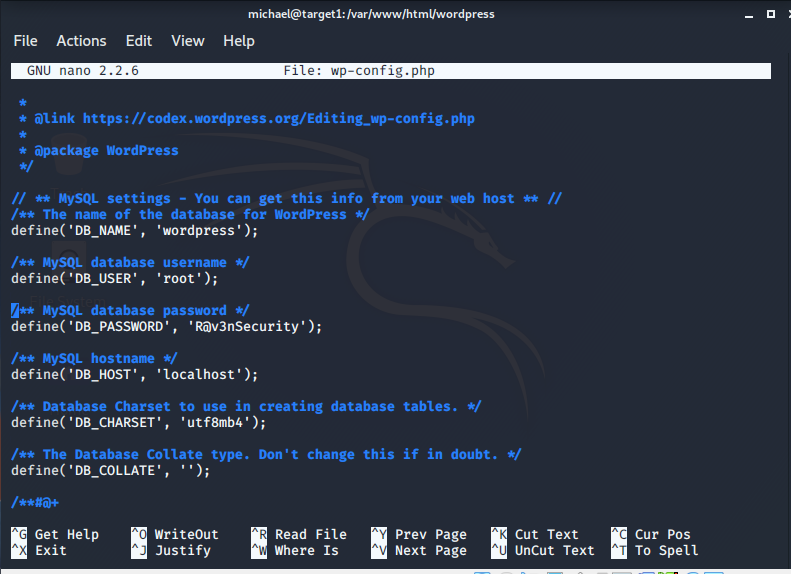 michael@target1:/var/www/html/wordpress
File Actions Edit View Help
GNU nano 2.2.6 File: wp-config.php
*
* @link https://codex.wordpress.org/Editing_wp-config.php
*
* @package WordPress
*/
// ** MySQL settings - You can get this info from your web host ** //
/** The name of the database for WordPress */
define('DB_NAME', 'wordpress');
/** MySQL database username */
define('DB_USER', 'root');
/** MySQL database password */
define('DB_PASSWORD', 'R@v3nSecurity');
/** MySQL hostname */
define('DB_HOST', 'localhost');
/** Database Charset to use in creating database tables. */
define('DB_CHARSET', 'utf8mb4');
/** The Database Collate type. Don't change this if in doubt. */
define('DB_COLLATE', '');
/**#@+
^G Get Help ^O WriteOut ^R Read File ^Y Prev Page ^K Cut Text ^C Cur Pos
^X Exit ^J Justify ^W Where Is ^V Next Page ^U UnCut Text ^T To Spell